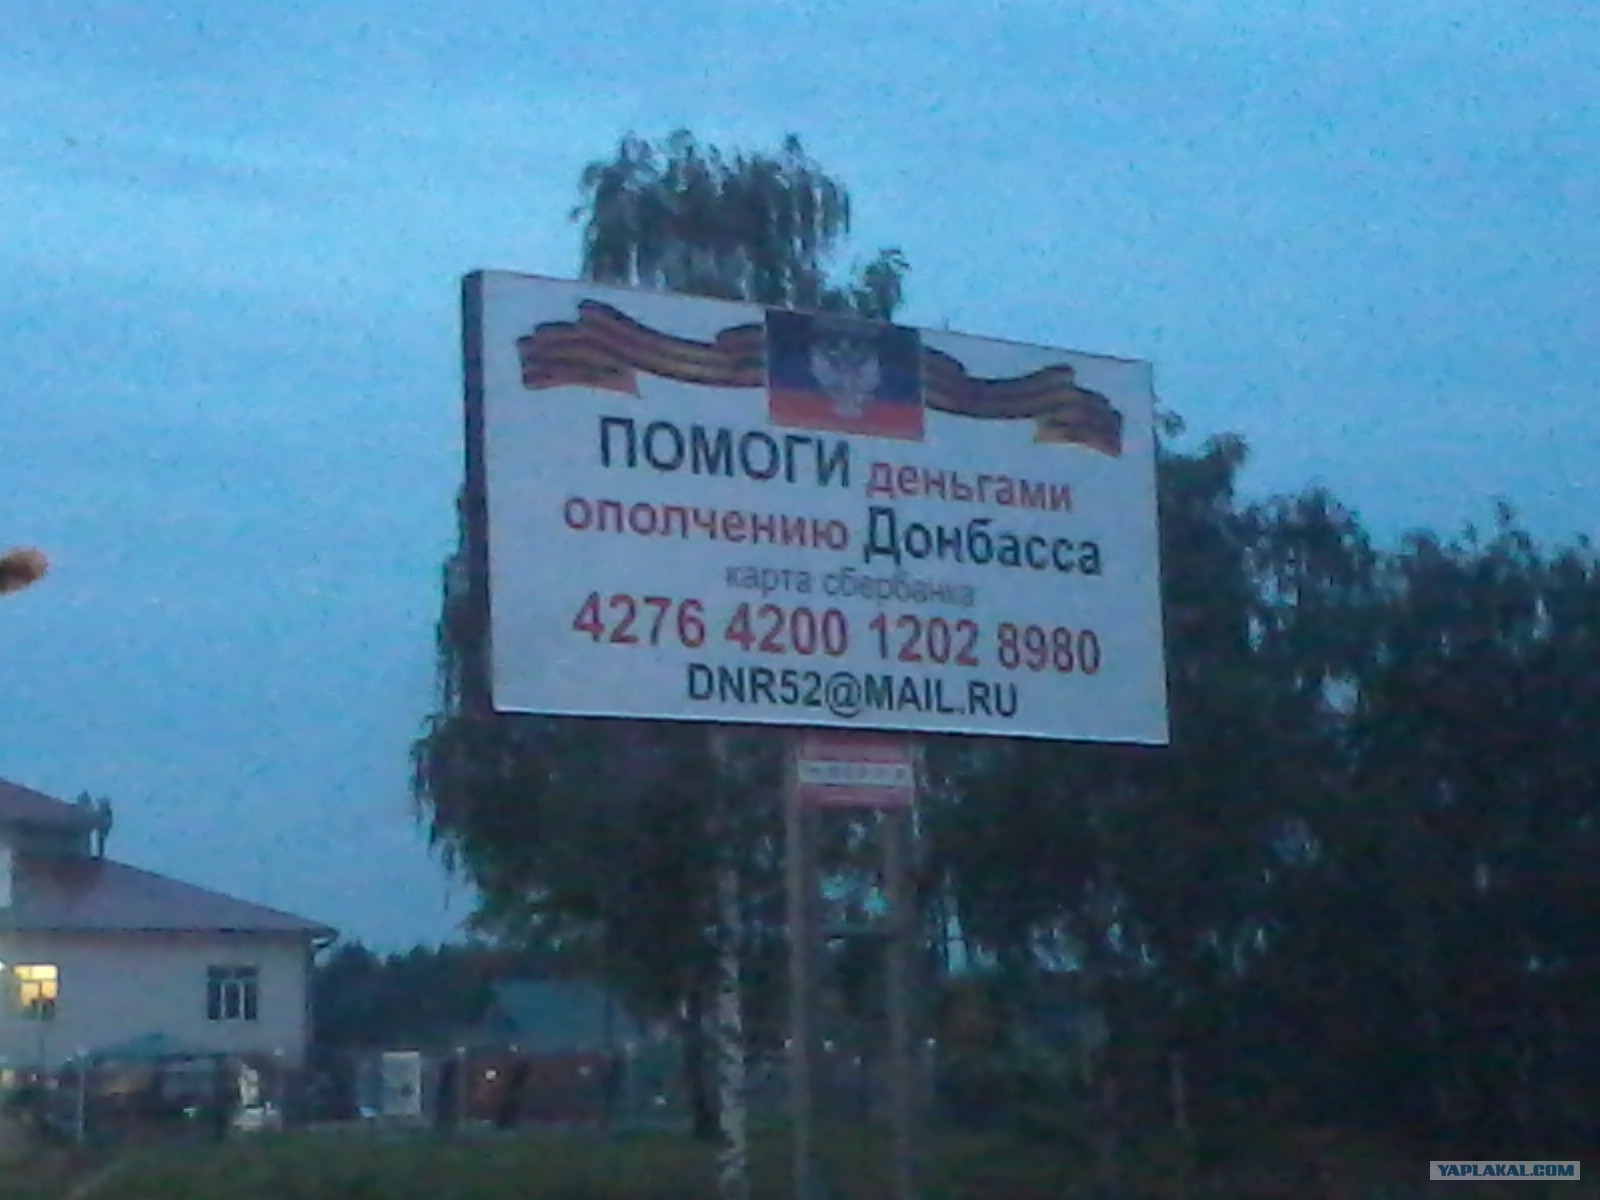 ПОМОГИ деньгами
ополчению Донбасса
карта сбербанка
4276 4200 1202 8980
DNR52@MAIL.RU
YAPLAKAL.COM